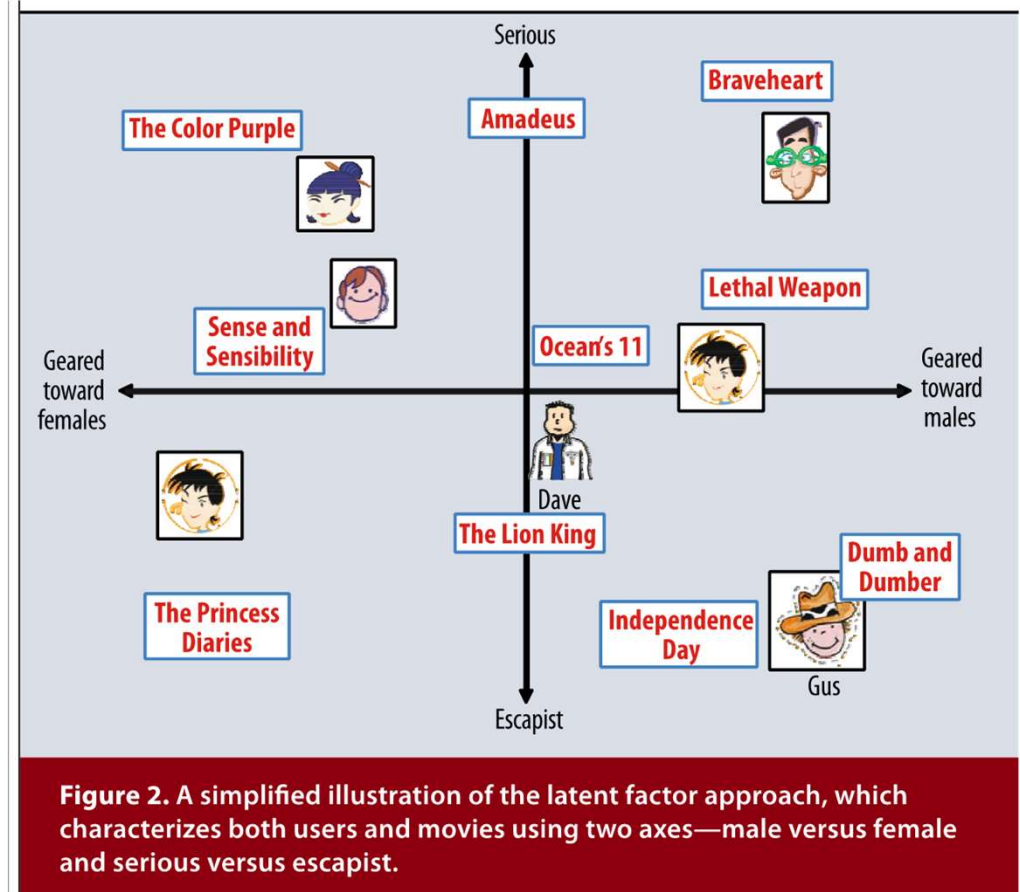 Serious
Braveheart
Amadeus
The Color Purple
Lethal Weapon
Sense and
Sensibility
Ocean's 11
Geared
toward
females
Geared
toward
males
Dave
The Lion King
Dumb and
Dumber
The Princess
Diaries
Independence
Day
Gus
Escapist
Figure 2. A simplified illustration of the latent factor approach, which
characterizes both users and movies using two axes—male versus female
and serious versus escapist.